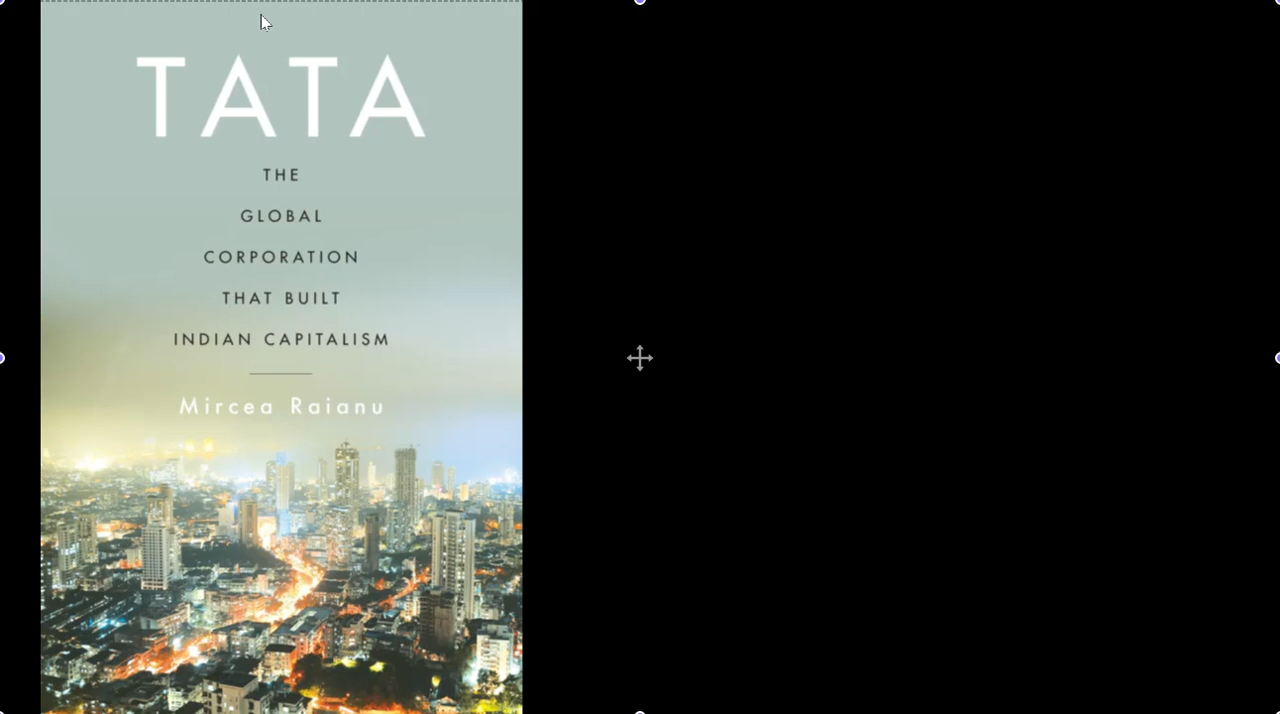 TATA
THE
GLOBAL
CORPORATION
THAT BUILT
INDIAN CAPITALISM
Mircea Raianu